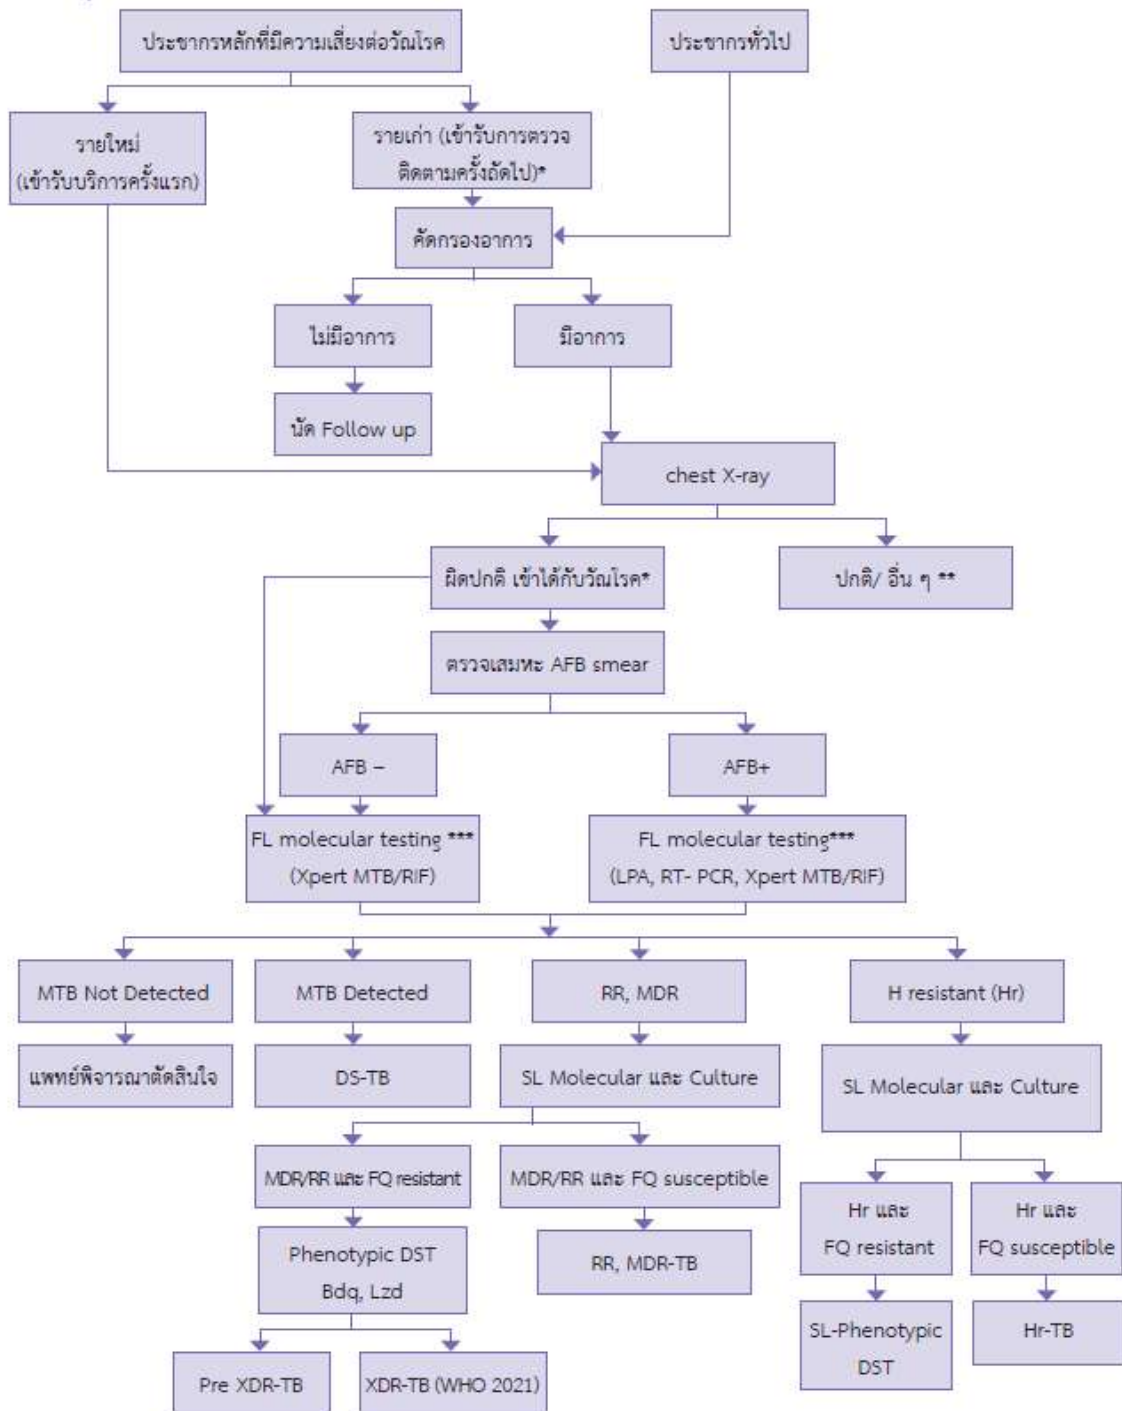 ประชากรหลักที่มีความเสี่ยงต่อวัณโรค
ประชากรทั่วไป
รายใหม่
(เข้ารับบริการครั้งแรก)
รายเก่า (เข้ารับการตรวจ
ติดตามครั้งถัดไป)*
คัดกรองอาการ
ไม่มีอาการ
มีอาการ
นัด Follow up
chest X-ray
ผิดปกติ เข้าได้กับวัณโรค*
ปกติ/ อื่น ๆ **
ตรวจเสมหะ AFB smear
AFB –
AFB+
FL molecular testing ***
(Xpert MTB/RIF)
FL molecular testing***
(LPA, RT- PCR, Xpert MTB/RIF)
MTB Not Detected
MTB Detected
RR, MDR
H resistant (Hr)
แพทย์พิจารณาตัดสินใจ
DS-TB
SL Molecular และ Culture
SL Molecular และ Culture
MDR/RR และ FQ resistant
MDR/RR และ FQ susceptible
Hr และ
FQ resistant
Hr และ
FQ susceptible
Phenotypic DST
Bdq, Lzd
RR, MDR-TB
SL-Phenotypic
DST
Hr-TB
Pre XDR-TB
XDR-TB (WHO 2021)